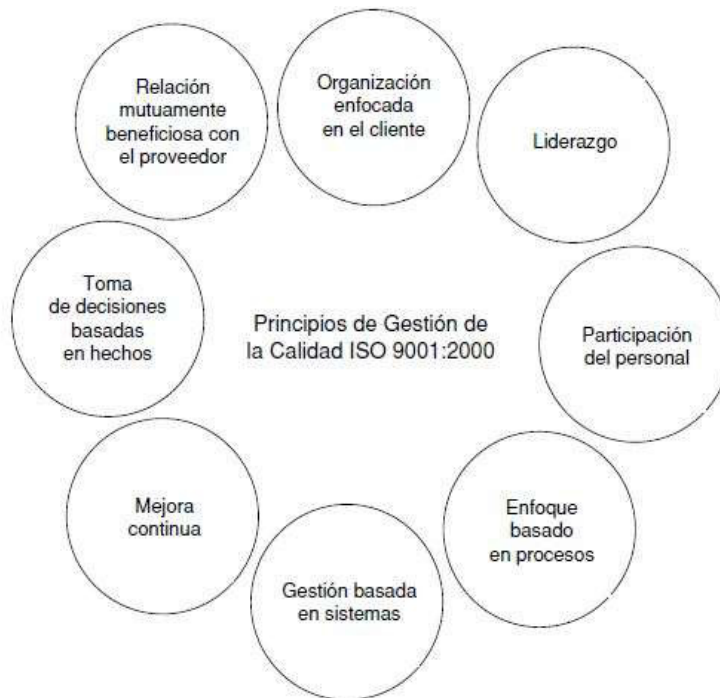 Principios de Gestión de
la Calidad ISO 9001:2000
Organización
enfocada
en el cliente
Liderazgo
Participación
del personal
Enfoque
basado
en procesos
Gestión basada
en sistemas
Mejora
continua
Toma
de decisiones
basadas
en hechos
Relación
mutuamente
beneficiosa con
el proveedor